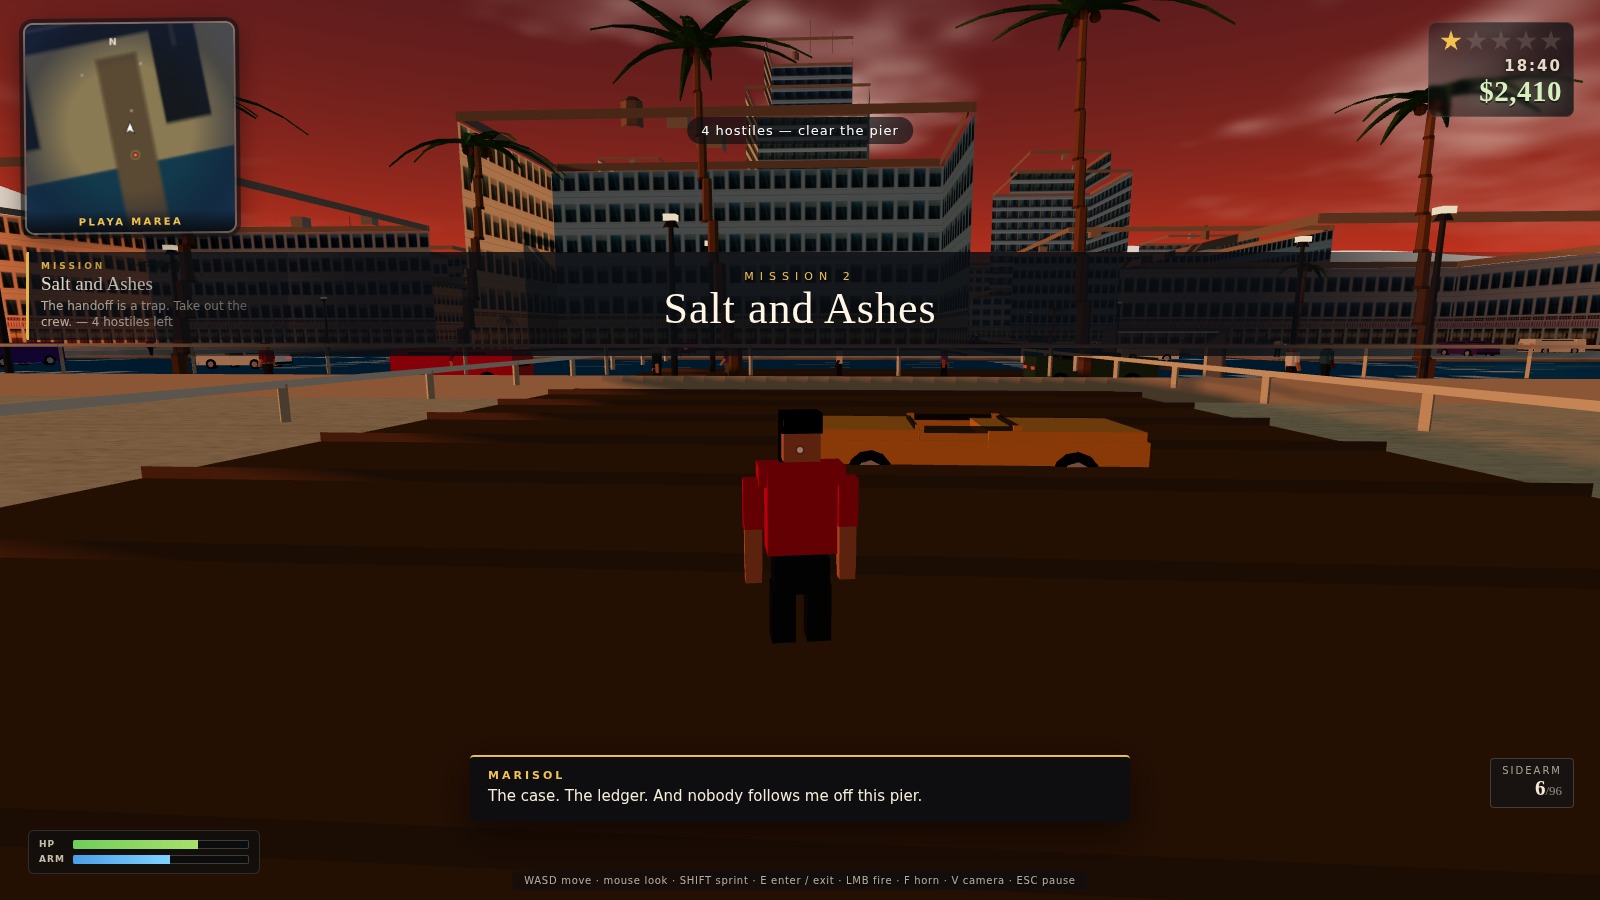 N
PLAYA MAREA
18:40
$2,410
4 hostiles — clear the pier
MISSION
Salt and Ashes
The handoff is a trap. Take out the
crew. — 4 hostiles left
MISSION 2
Salt and Ashes
MARISOL
The case. The ledger. And nobody follows me off this pier.
SIDEARM
6/96
HP
ARM
WASD move · mouse look · SHIFT sprint · E enter / exit · LMB fire · F horn · V camera · ESC pause